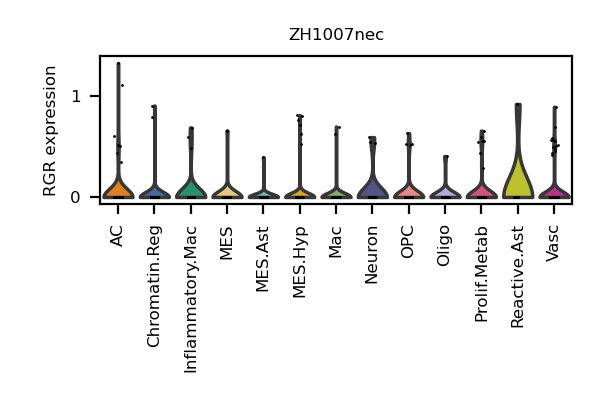 ZH1007nec
RGR expression
1
0
AC
Chromatin.Reg
Inflammatory.Mac
MES
MES.Ast
MES.Hyp
Mac
Neuron
OPC
Oligo
Prolif.Metab
Reactive.Ast
Vasc